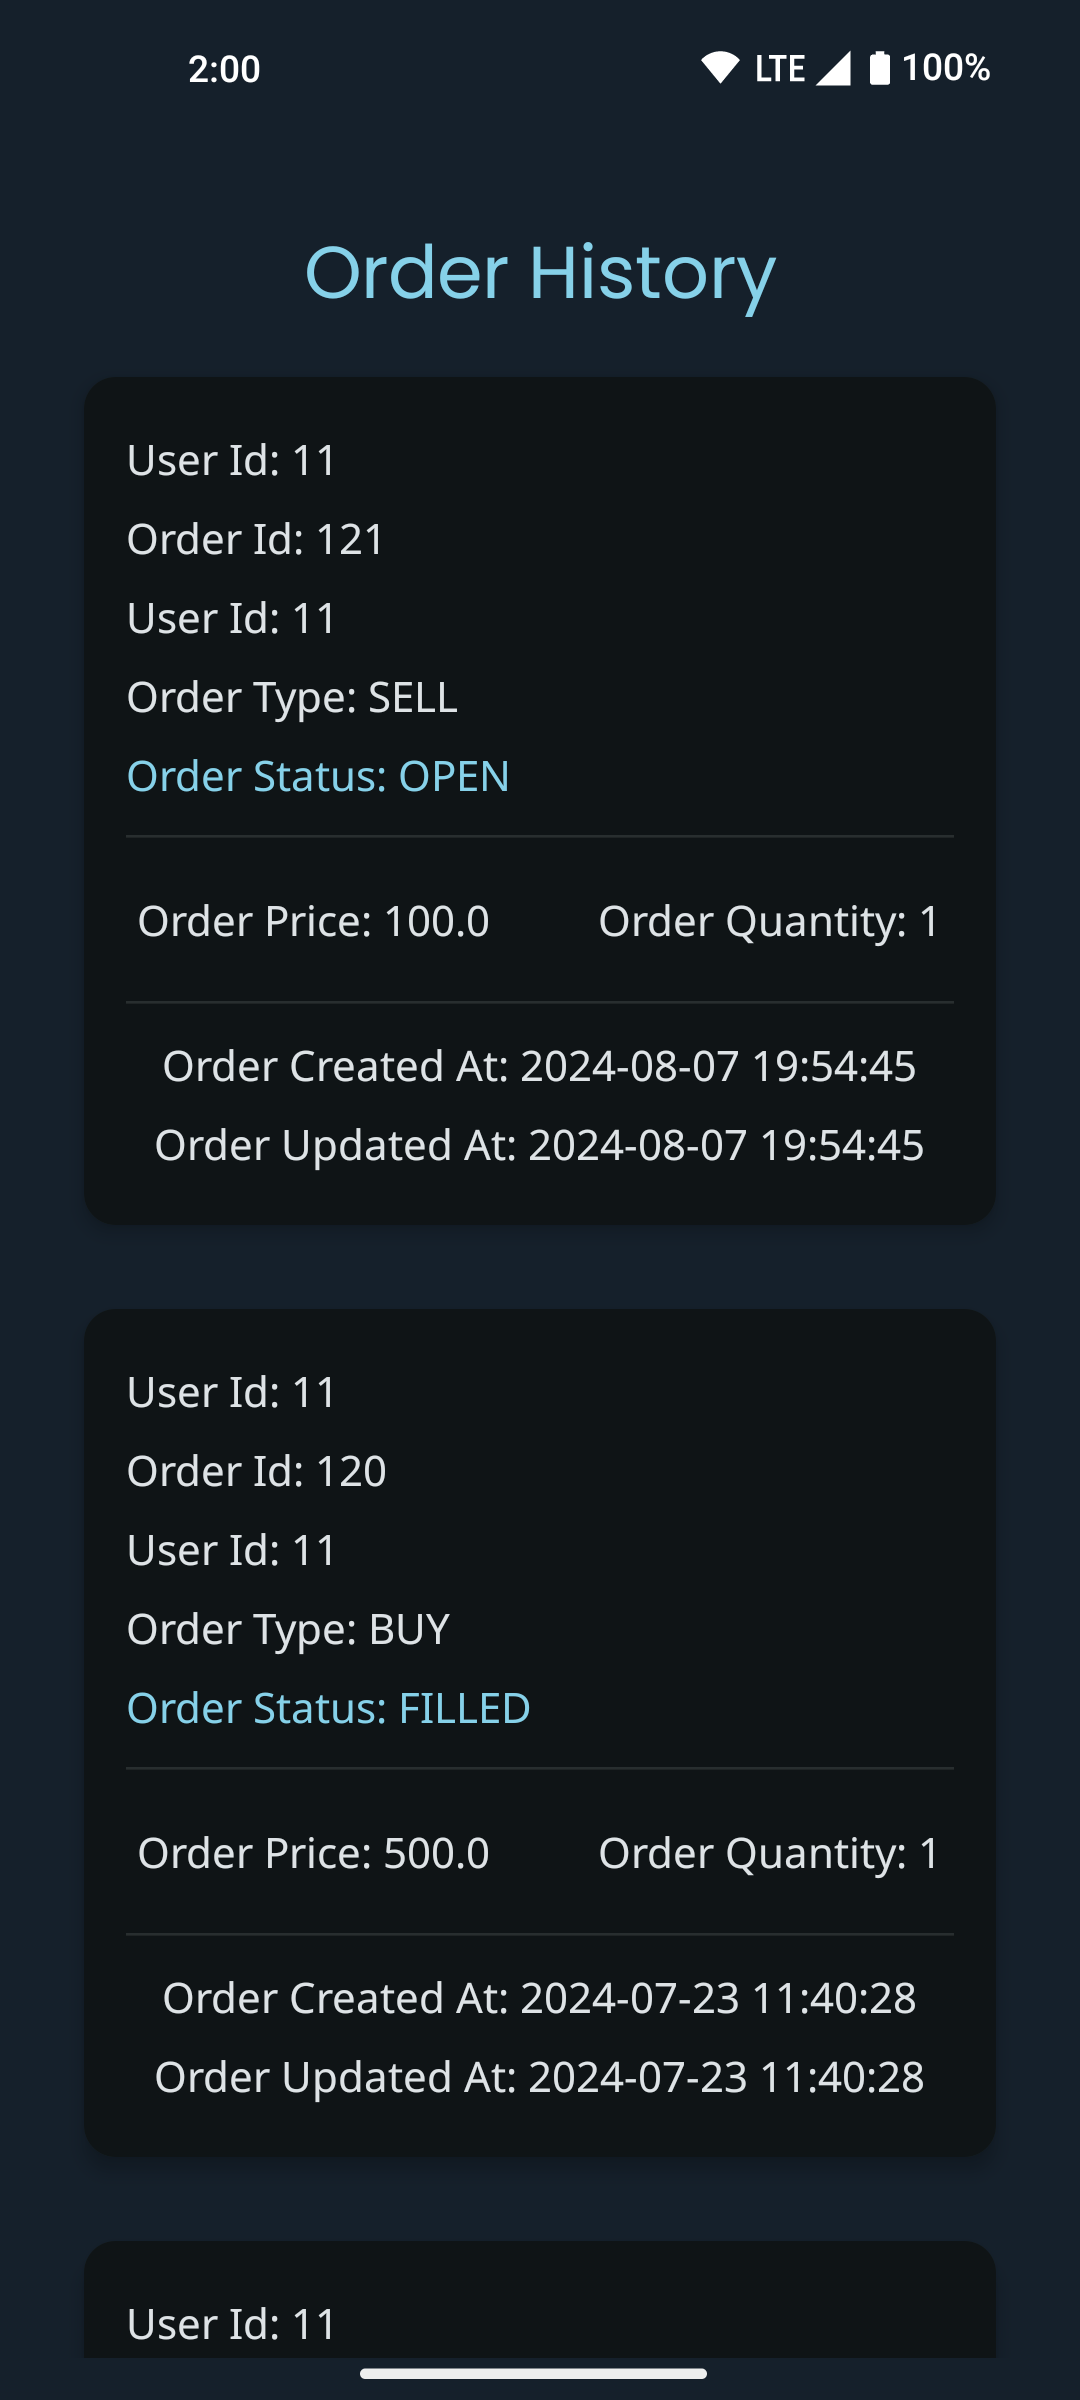 2:00 LTE 100%
Order History
User Id: 11
Order Id: 121
User Id: 11
Order Type: SELL
Order Status: OPEN
Order Price: 100.0 Order Quantity: 1
Order Created At: 2024-08-07 19:54:45
Order Updated At: 2024-08-07 19:54:45
User Id: 11
Order Id: 120
User Id: 11
Order Type: BUY
Order Status: FILLED
Order Price: 500.0 Order Quantity: 1
Order Created At: 2024-07-23 11:40:28
Order Updated At: 2024-07-23 11:40:28
User Id: 11